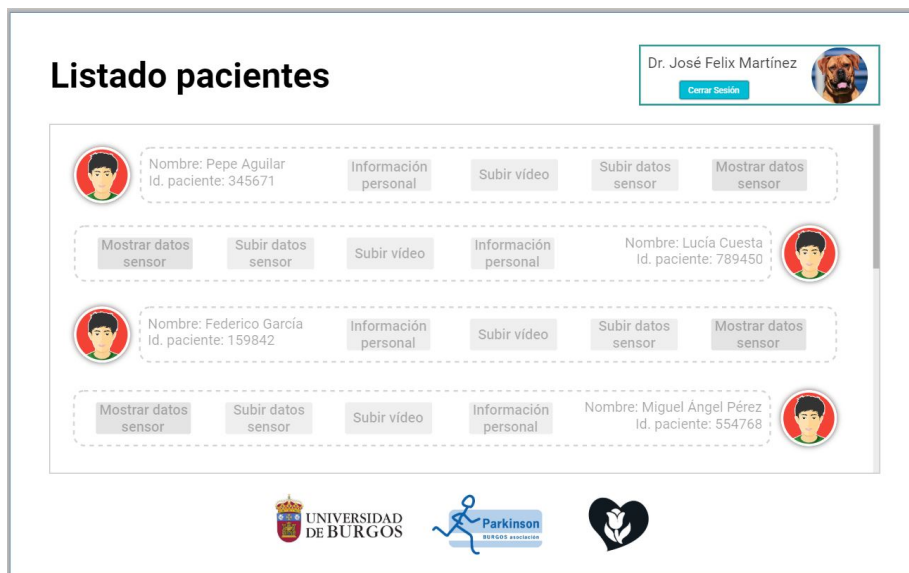 Listado pacientes
Dr. José Felix Martínez
Cerrar Sesión
Nombre: Pepe Aguilar
Id. paciente: 345671
Información
personal
Subir vídeo
Subir datos
sensor
Mostrar datos
sensor
Mostrar datos
sensor
Subir datos
sensor
Subir vídeo
Información
personal
Nombre: Lucía Cuesta
Id. paciente: 789450
Nombre: Federico García
Id. paciente: 159842
Información
personal
Subir vídeo
Subir datos
sensor
Mostrar datos
sensor
Mostrar datos
sensor
Subir datos
sensor
Subir vídeo
Información
personal
Nombre: Miguel Ángel Pérez
Id. paciente: 554768
UNIVERSIDAD
DE BURGOS
Parkinson
BURGOS asociación